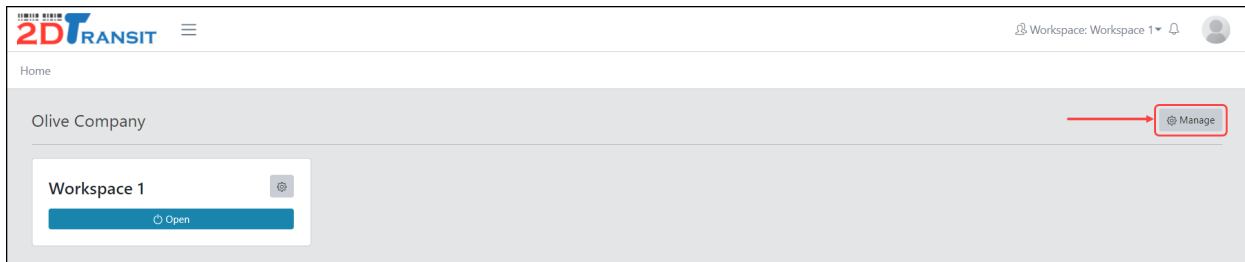 2DTRANSIT
Workspace: Workspace 1
Home
Olive Company
Manage
Workspace 1
Open